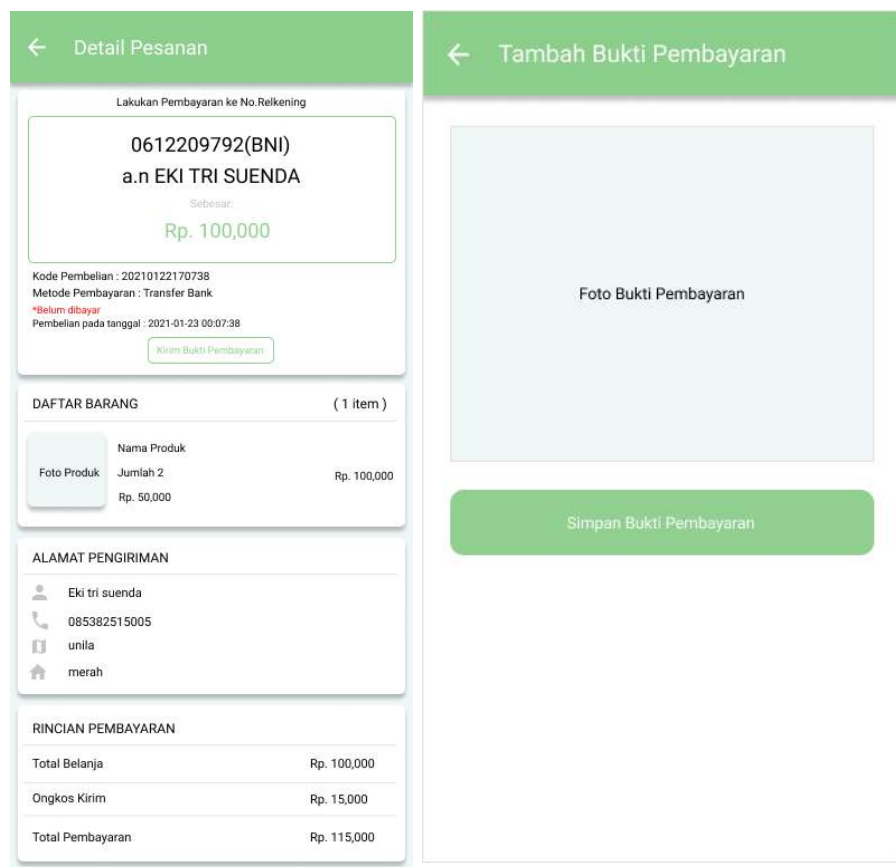 Detail Pesanan
Lakukan Pembayaran ke No.Relkening
0612209792(BNI)
a.n EKI TRI SUENDA
Sebesar:
Rp. 100,000
Kode Pembelian : 20210122170738
Metode Pembayaran : Transfer Bank
*Belum dibayar
Pembelian pada tanggal : 2021-01-23 00:07:38
Kirim Bukti Pembayaran
DAFTAR BARANG ( 1 item )
Foto Produk
Nama Produk
Jumlah 2
Rp. 50,000
Rp. 100,000
ALAMAT PENGIRIMAN
Eki tri suenda
085382515005
unila
merah
RINCIAN PEMBAYARAN
Total Belanja Rp. 100,000
Ongkos Kirim Rp. 15,000
Total Pembayaran Rp. 115,000
Tambah Bukti Pembayaran
Foto Bukti Pembayaran
Simpan Bukti Pembayaran